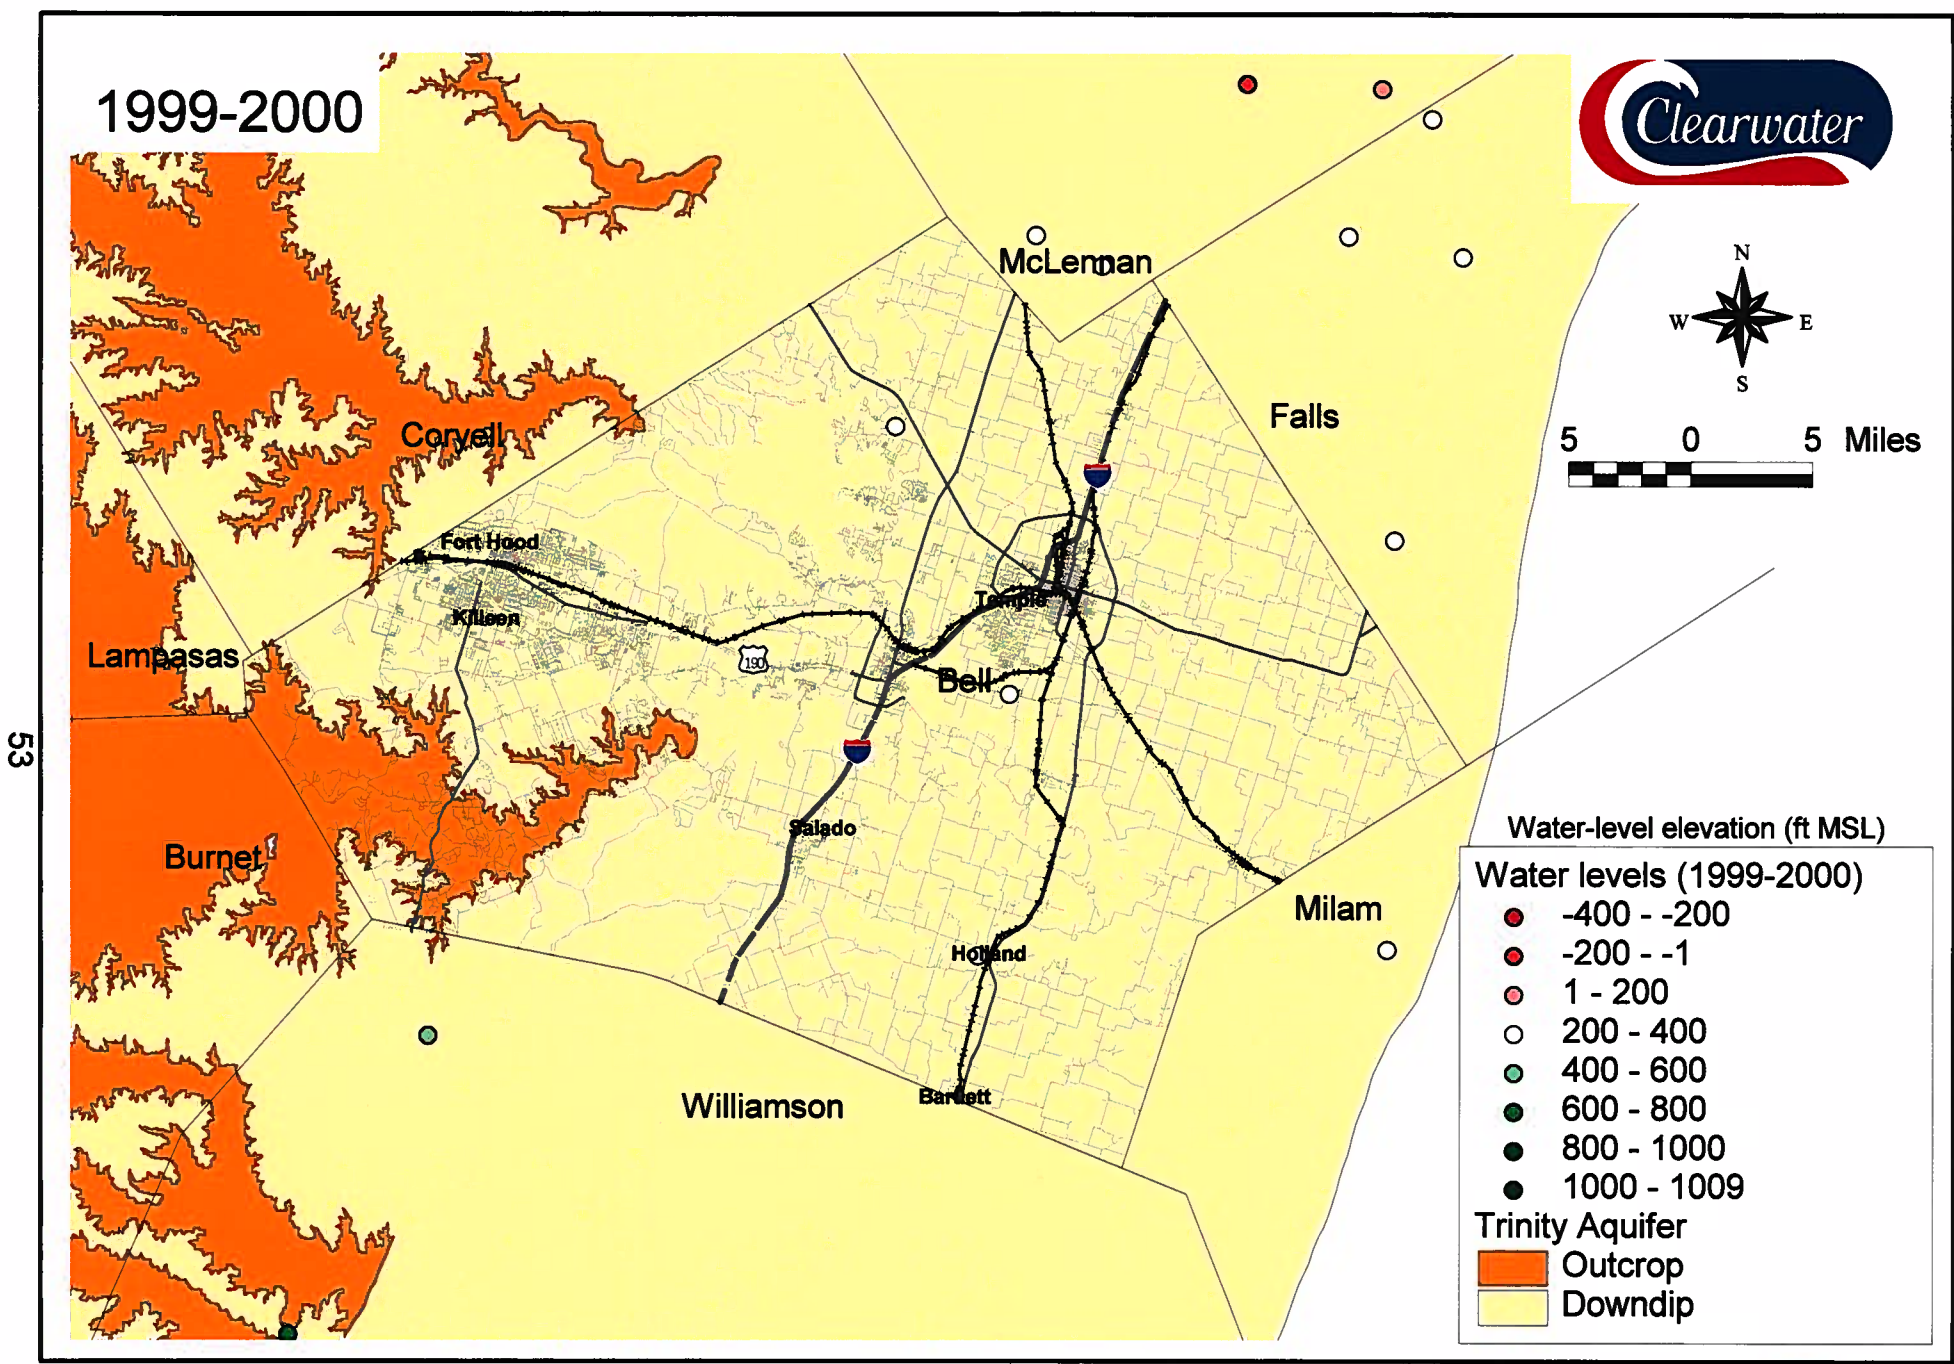 1999-2000
Clearwater
McLennan
N
W E
S
Falls
Coryell
5 0 5 Miles
Fort Hood
Killeen
Temple
Lampasas
190
Bell
53
Salado
Burnet
Water-level elevation (ft MSL)
Water levels (1999-2000)
-400 - -200
-200 - -1
1 - 200
200 - 400
400 - 600
600 - 800
800 - 1000
1000 - 1009
Trinity Aquifer
Outcrop
Downdip
Milam
Holland
Williamson
Bartlett